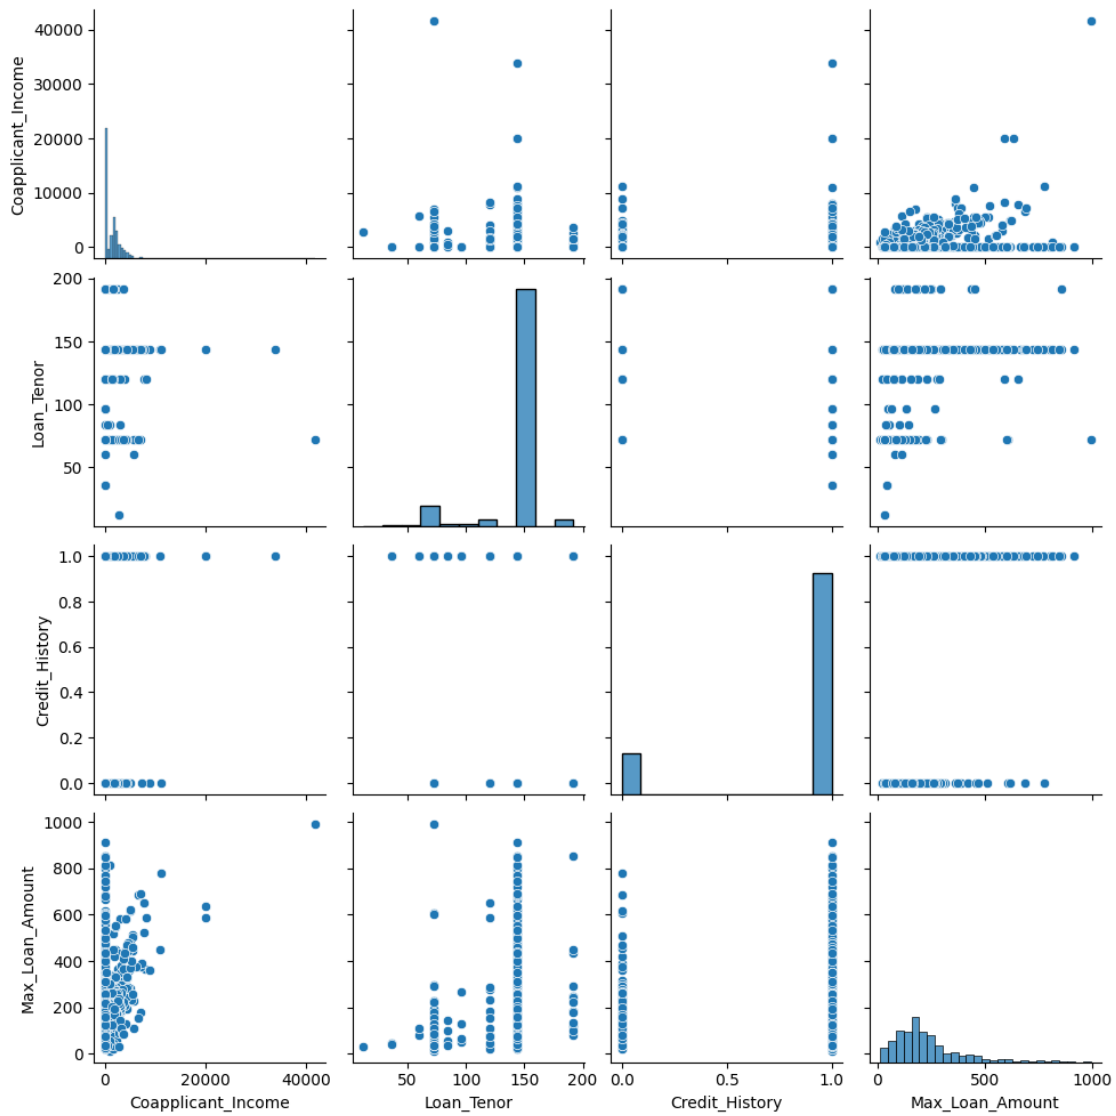 40000
30000
20000
10000
0
Coapplicant_Income
200
150
100
50
Loan_Tenor
1.0
0.8
0.6
0.4
0.2
0.0
Credit_History
1000
800
600
400
200
0
Max_Loan_Amount
0 20000 40000
50 100 150 200
0.0 0.5 1.0
0 500 1000
Coapplicant_Income Loan_Tenor Credit_History Max_Loan_Amount